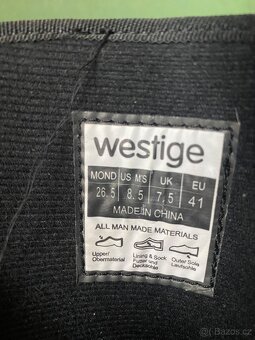 westige
MOND US M'S UK EU
26.5 8.5 7.5 41
MADE IN CHINA
ALL MAN MADE MATERIALS
Upper/ Lining & Sock Outer Sole
Obermaterial Futter und Laufsohle
Decksohle
Bazos.cz